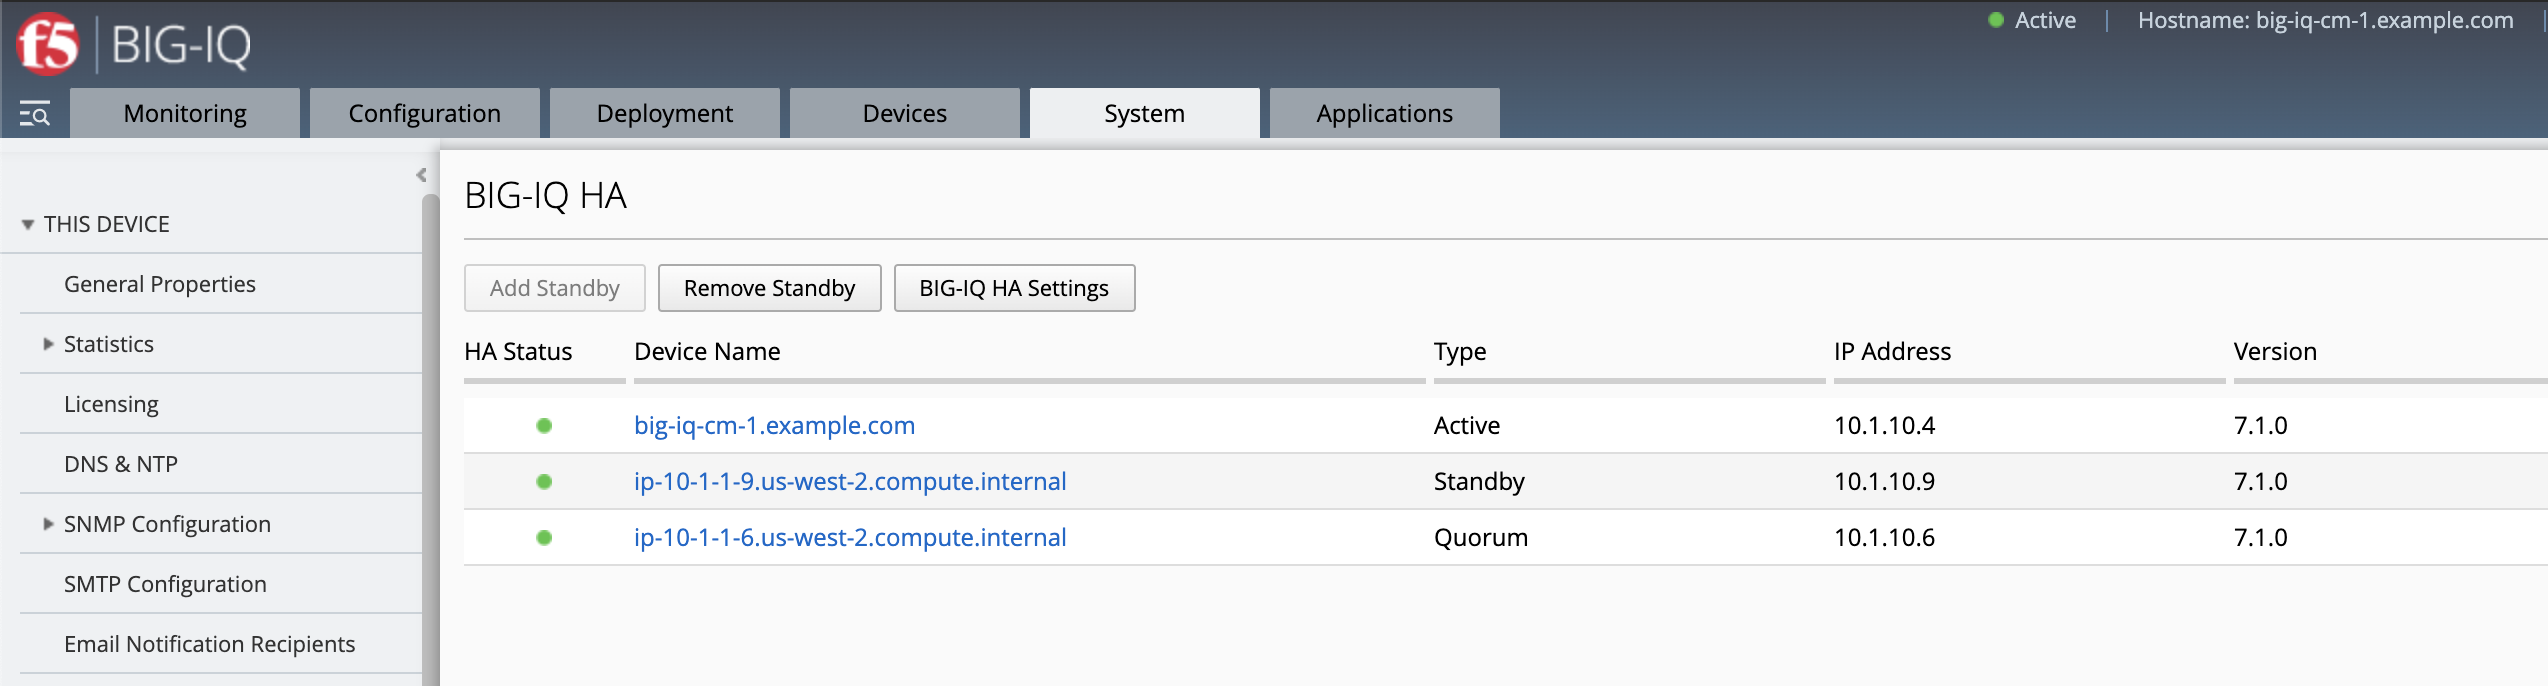 Active | Hostname: big-iq-cm-1.example.com
f5 | BIG-IQ
Monitoring Configuration Deployment Devices System Applications
BIG-IQ HA
THIS DEVICE
General Properties
Add Standby Remove Standby BIG-IQ HA Settings
Statistics
HA Status Device Name Type IP Address Version
Licensing
big-iq-cm-1.example.com Active 10.1.10.4 7.1.0
DNS & NTP
ip-10-1-1-9.us-west-2.compute.internal Standby 10.1.10.9 7.1.0
SNMP Configuration
ip-10-1-1-6.us-west-2.compute.internal Quorum 10.1.10.6 7.1.0
SMTP Configuration
Email Notification Recipients